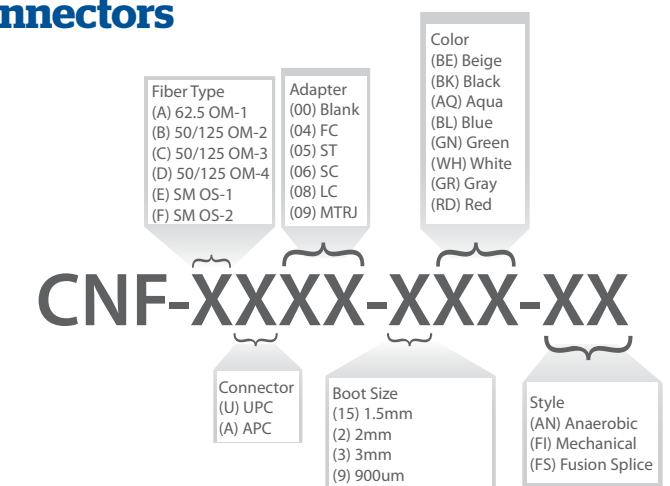 nnectors
Fiber Type
(A) 62.5 OM-1
(B) 50/125 OM-2
(C) 50/125 OM-3
(D) 50/125 OM-4
(E) SM OS-1
(F) SM OS-2
Adapter
(00) Blank
(04) FC
(05) ST
(06) SC
(08) LC
(09) MTRJ
Color
(BE) Beige
(BK) Black
(AQ) Aqua
(BL) Blue
(GN) Green
(WH) White
(GR) Gray
(RD) Red
CNF-XXXX-XXX-XX
Connector
(U) UPC
(A) APC
Boot Size
(15) 1.5mm
(2) 2mm
(3) 3mm
(9) 900um
Style
(AN) Anaerobic
(FI) Mechanical
(FS) Fusion Splice